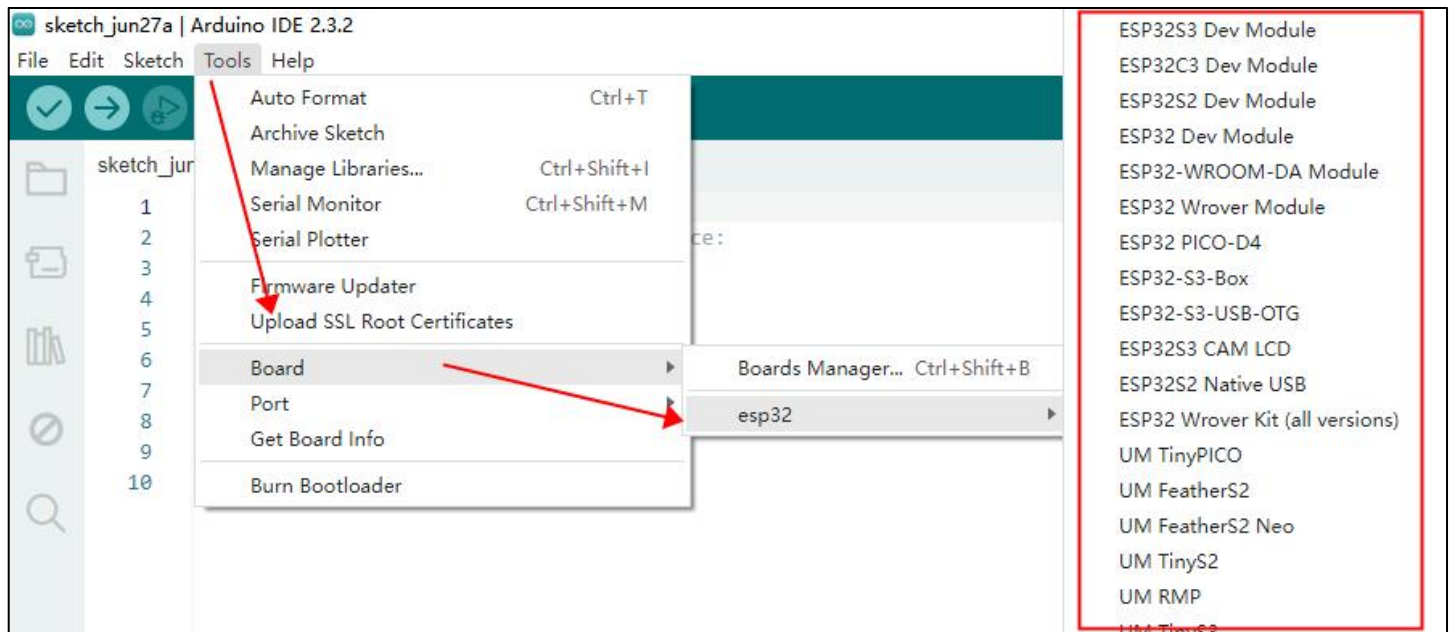 sketch_jun27a | Arduino IDE 2.3.2
File Edit Sketch Tools Help
sketch_jur
1
2
3
4
5
6
7
8
9
10
ce:
Auto Format Ctrl+T
Archive Sketch
Manage Libraries... Ctrl+Shift+I
Serial Monitor Ctrl+Shift+M
Serial Plotter
Firmware Updater
Upload SSL Root Certificates
Board
Port
Get Board Info
Burn Bootloader
Boards Manager... Ctrl+Shift+B
esp32
ESP32S3 Dev Module
ESP32C3 Dev Module
ESP32S2 Dev Module
ESP32 Dev Module
ESP32-WROOM-DA Module
ESP32 Wrover Module
ESP32 PICO-D4
ESP32-S3-Box
ESP32-S3-USB-OTG
ESP32S3 CAM LCD
ESP32S2 Native USB
ESP32 Wrover Kit (all versions)
UM TinyPICO
UM FeatherS2
UM FeatherS2 Neo
UM TinyS2
UM RMP